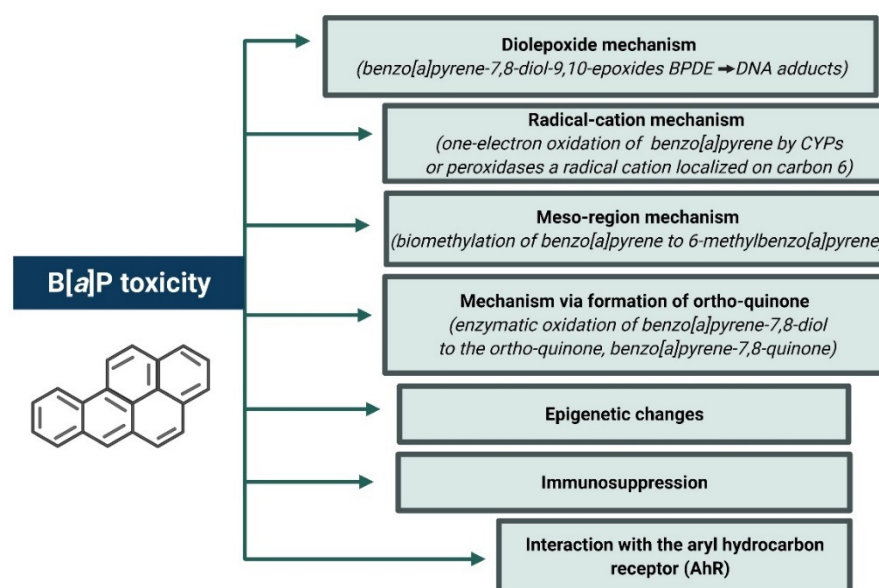 Diolepoxide mechanism
(benzo[a]pyrene-7,8-diol-9,10-epoxides BPDE →DNA adducts)
Radical-cation mechanism
(one-electron oxidation of benzo[a]pyrene by CYPs
or peroxidases a radical cation localized on carbon 6)
Meso-region mechanism
(biomethylation of benzo[a]pyrene to 6-methylbenzo[a]pyrene)
B[a]P toxicity
Mechanism via formation of ortho-quinone
(enzymatic oxidation of benzo[a]pyrene-7,8-diol
to the ortho-quinone, benzo[a]pyrene-7,8-quinone)
Epigenetic changes
Immunosuppression
Interaction with the aryl hydrocarbon
receptor (AhR)